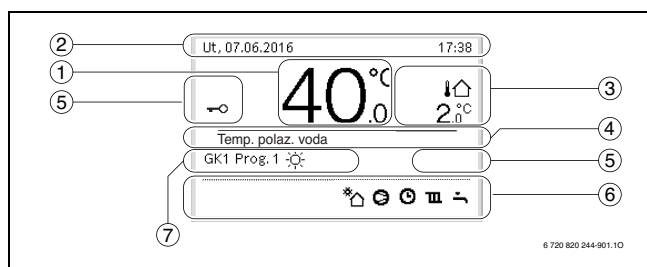 ② Ut, 07.06.2016 17:38
① 40.0 °C
⑤
③ 2.0 °C
Temp. polaz. voda ④
GK1 Prog. 1 ⑤
⑥
⑦
6 720 820 244-901.1O